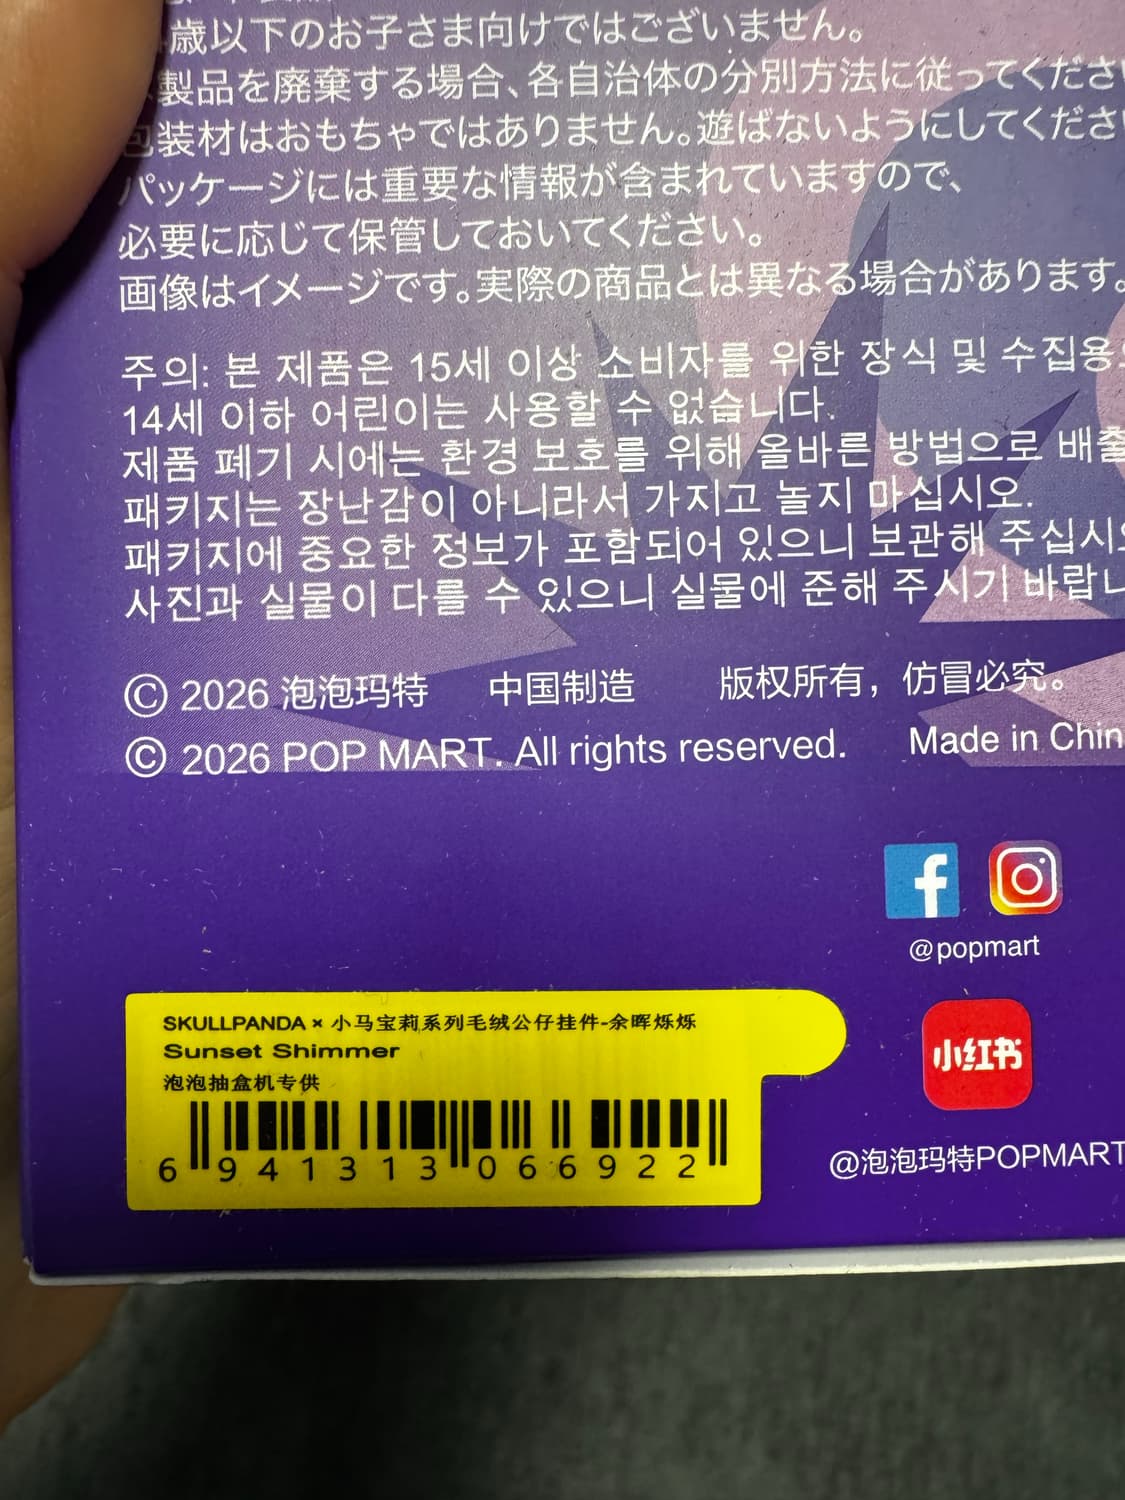 歳以下のお子さま向けではございません。
製品を廃棄する場合、各自治体の分別方法に従ってくださ
包装材はおもちゃではありません。遊ばないようにしてくださ
パッケージには重要な情報が含まれていますので、
必要に応じて保管しておいてください。
画像はイメージです。実際の商品とは異なる場合があります。
주의: 본 제품은 15세 이상 소비자를 위한 장식 및 수집용으
14세 이하 어린이는 사용할 수 없습니다.
제품 폐기 시에는 환경 보호를 위해 올바른 방법으로 배출
패키지는 장난감이 아니라서 가지고 놀지 마십시오.
패키지에 중요한 정보가 포함되어 있으니 보관해 주십시오
사진과 실물이 다를 수 있으니 실물에 준해 주시기 바랍니
© 2026 泡泡玛特 中国制造 版权所有，仿冒必究。
© 2026 POP MART. All rights reserved. Made in Chin
f
@popmart
SKULLPANDA × 小马宝莉系列毛绒公仔挂件-余晖烁烁
Sunset Shimmer
泡泡抽盒机专供
6 941313 066922
小红书
@泡泡玛特POPMART